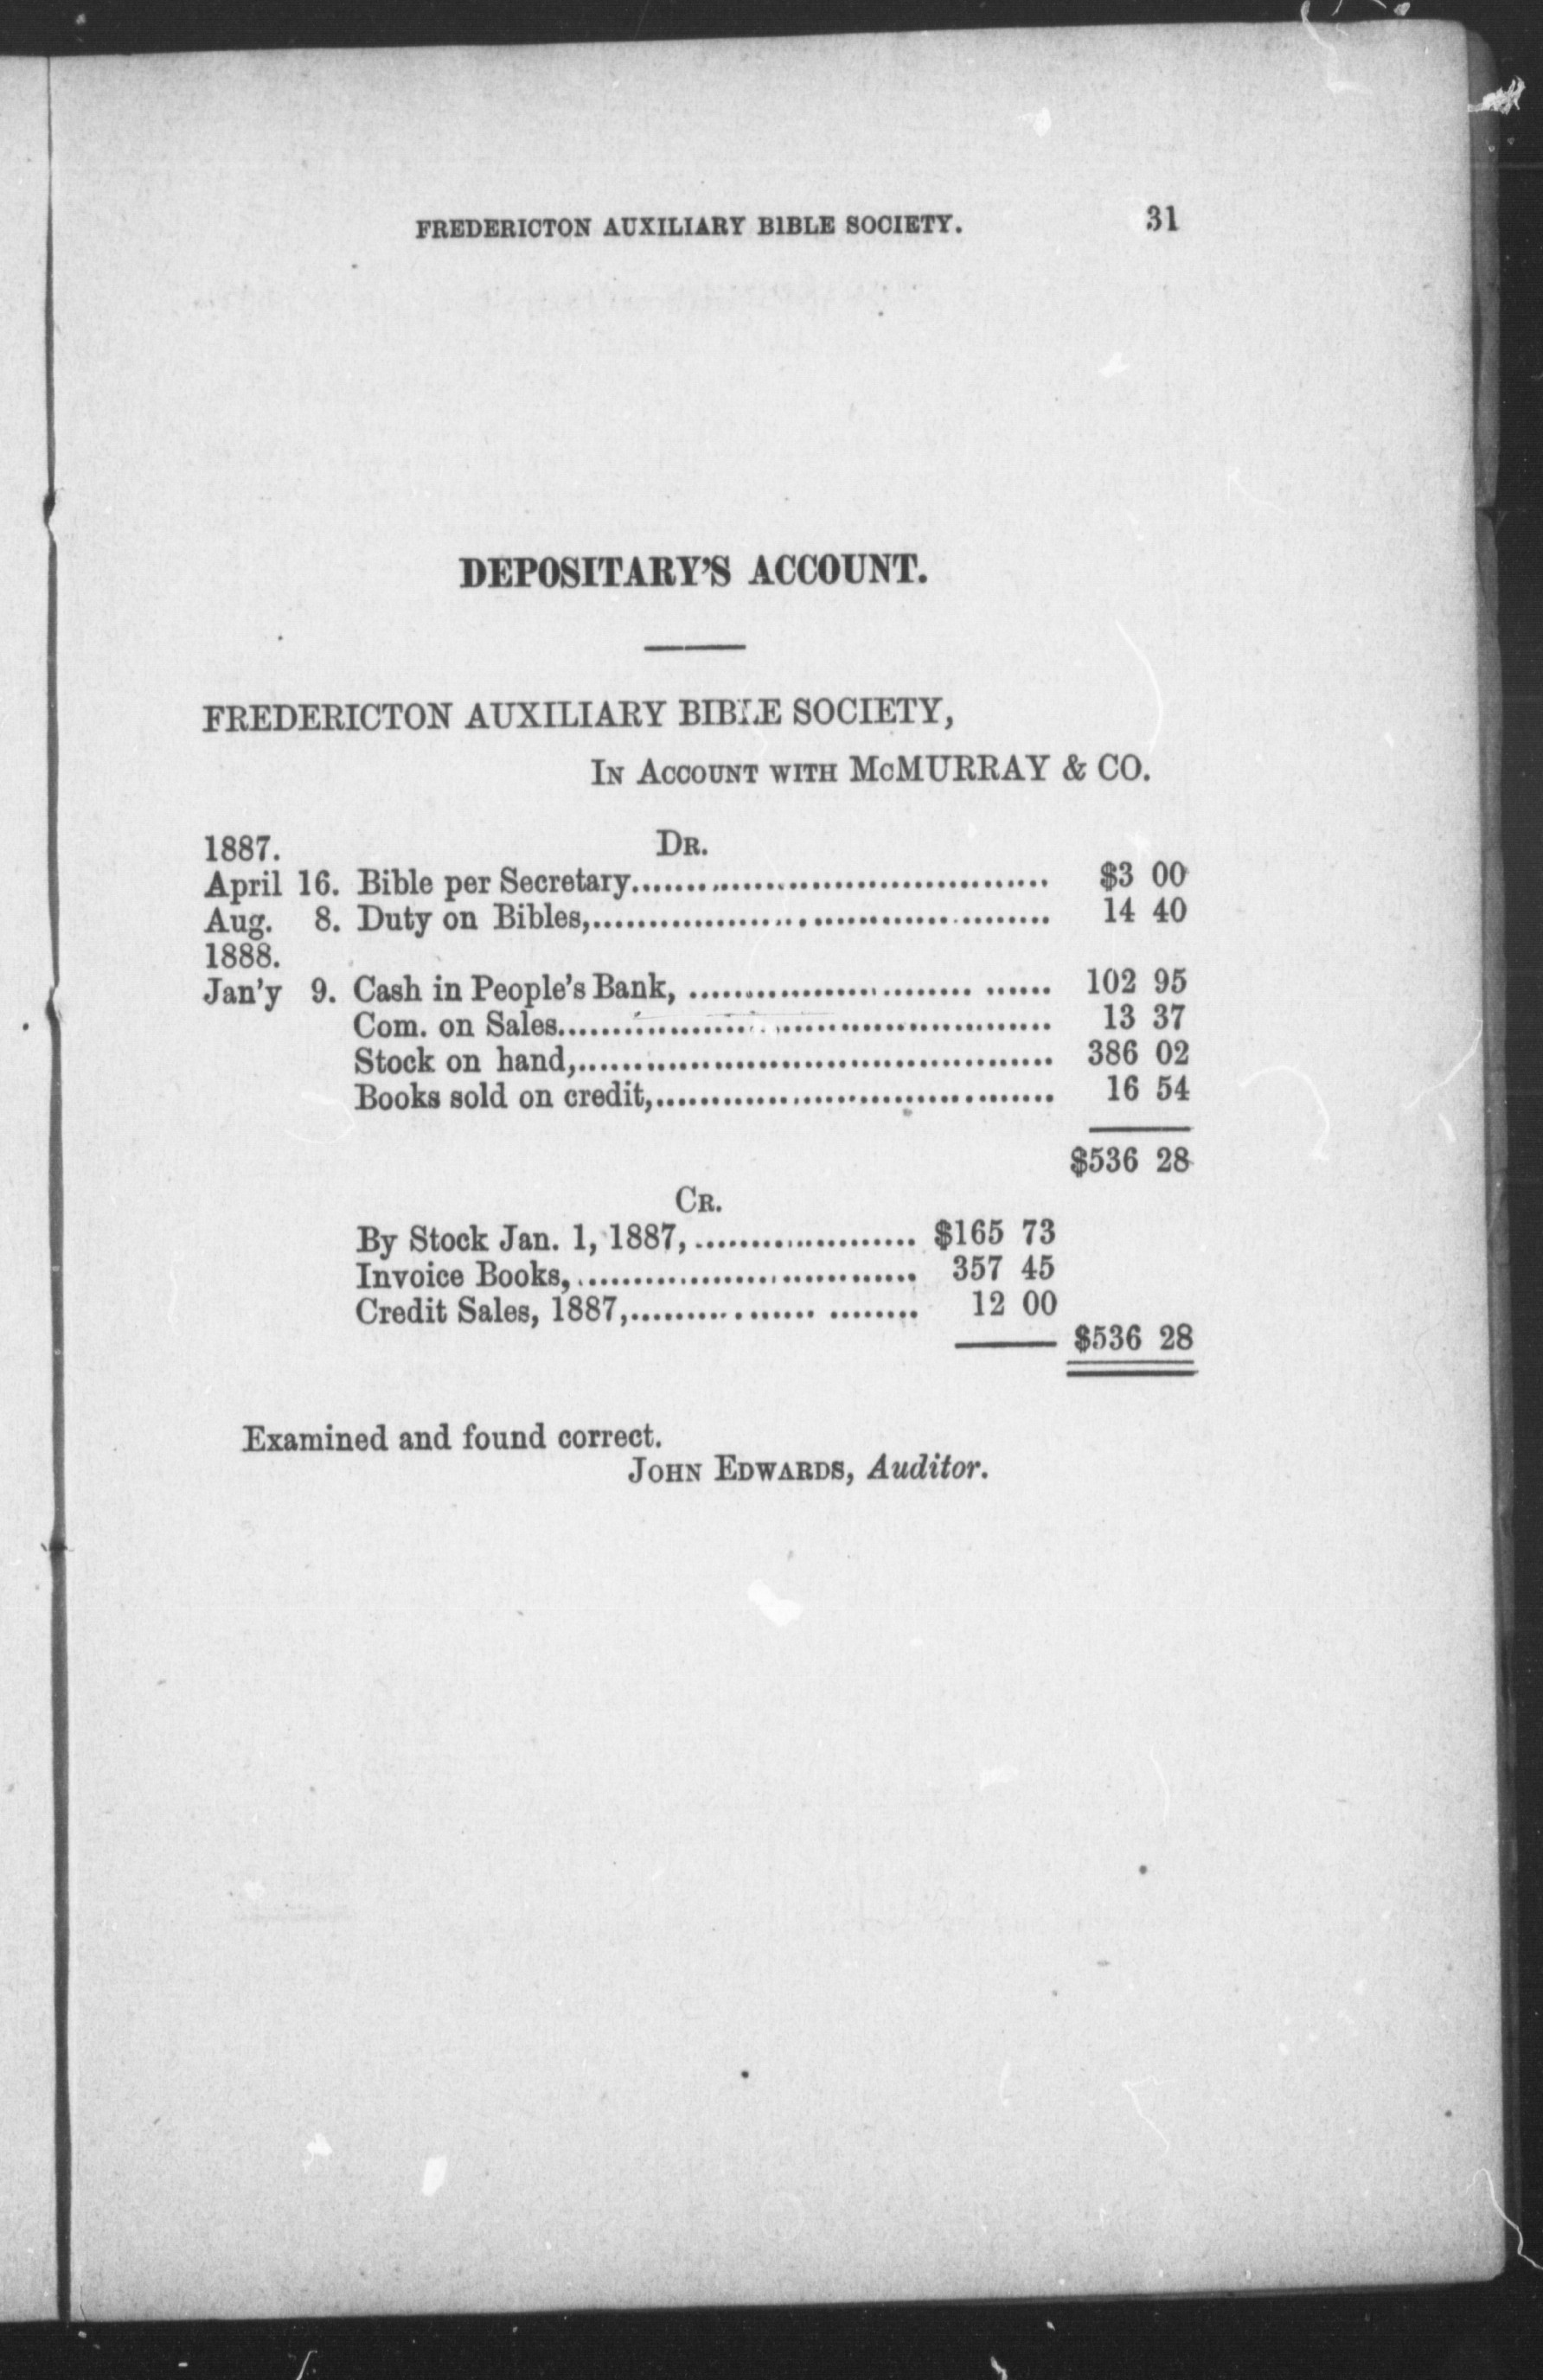 FREDERICTON AUXILIARY BIBLE SOCIETY. 31
DEPOSITARY'S ACCOUNT.
FREDERICTON AUXILIARY BIBLE SOCIETY,
IN ACCOUNT WITH McMURRAY & CO.
1887. DR.
April 16. Bible per Secretary.................................... $3 00
Aug. 8. Duty on Bibles,........................................ 14 40
1888.
Jan'y 9. Cash in People's Bank, ................................ 102 95
Com. on Sales........................................... 13 37
Stock on hand,.......................................... 386 02
Books sold on credit,................................... 16 54
$536 28
CR.
By Stock Jan. 1, 1887,.................... $165 73
Invoice Books,.............................. 357 45
Credit Sales, 1887,......................... 12 00
$536 28
Examined and found correct.
JOHN EDWARDS, Auditor.